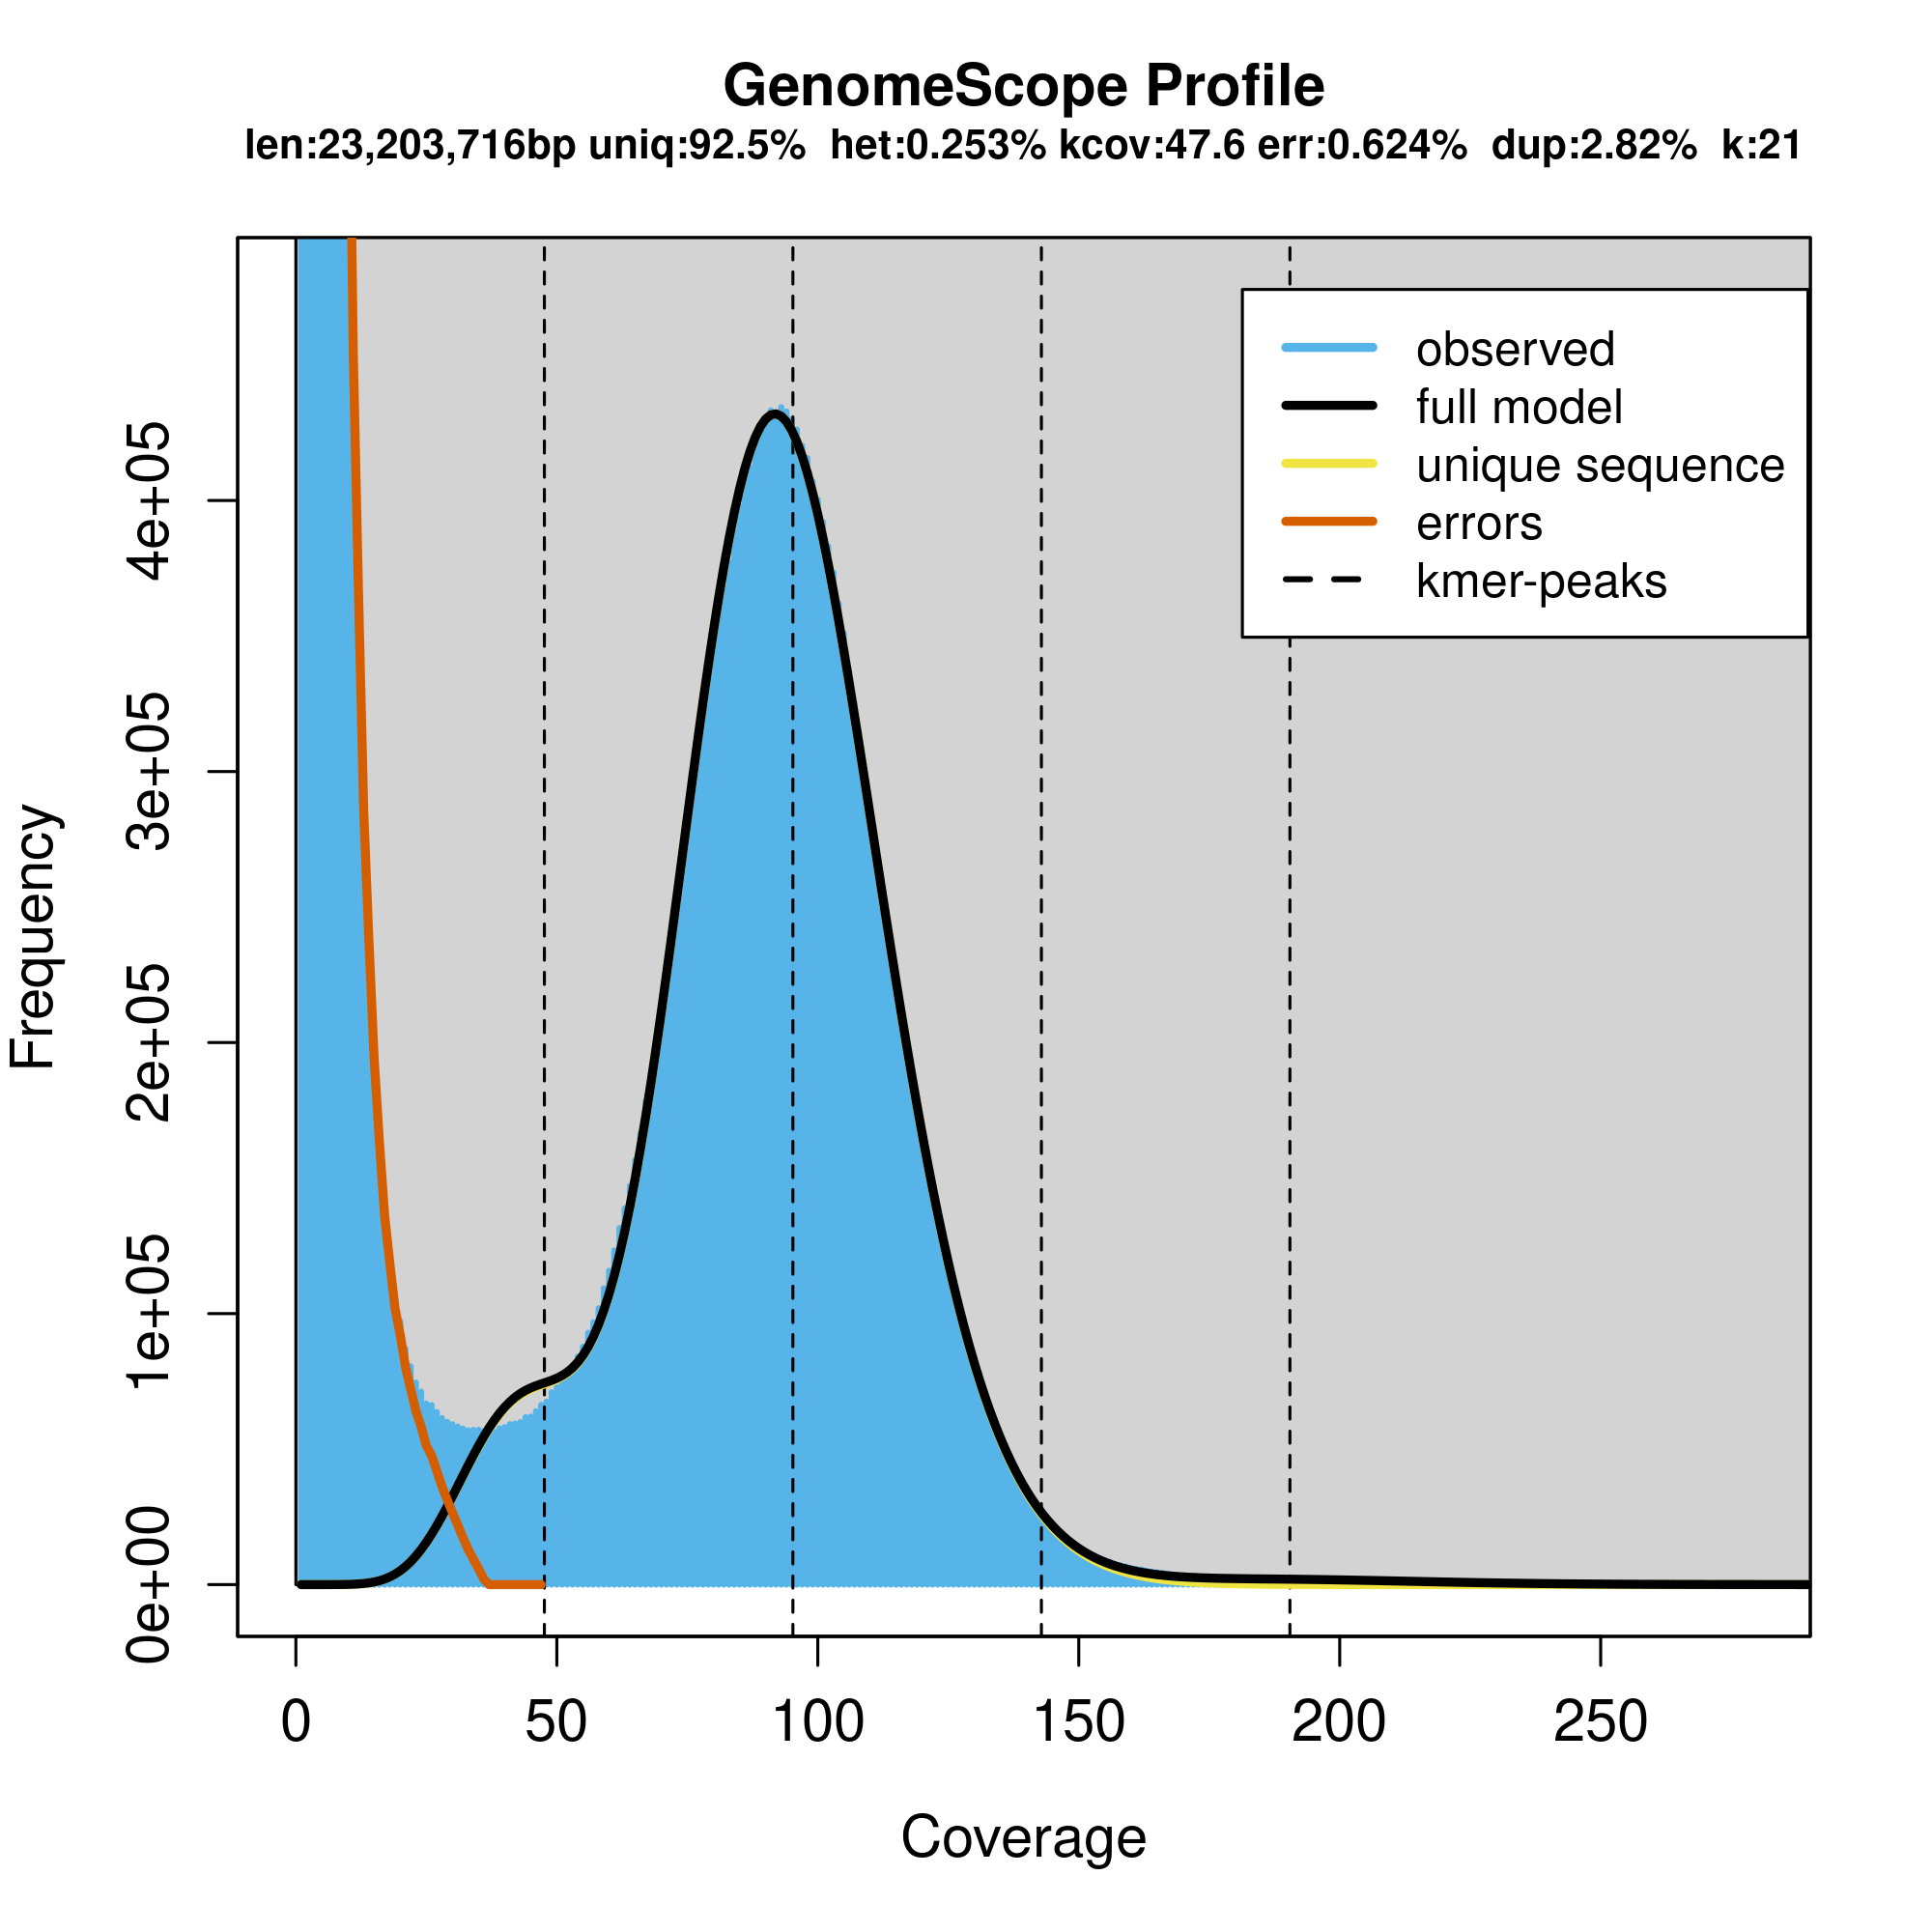 GenomeScope Profile
len:23,203,716bp uniq:92.5% het:0.253% kcov:47.6 err:0.624% dup:2.82% k:21
observed
full model
unique sequence
errors
kmer-peaks
Frequency
4e+05
3e+05
2e+05
1e+05
0e+00
0 50 100 150 200 250
Coverage